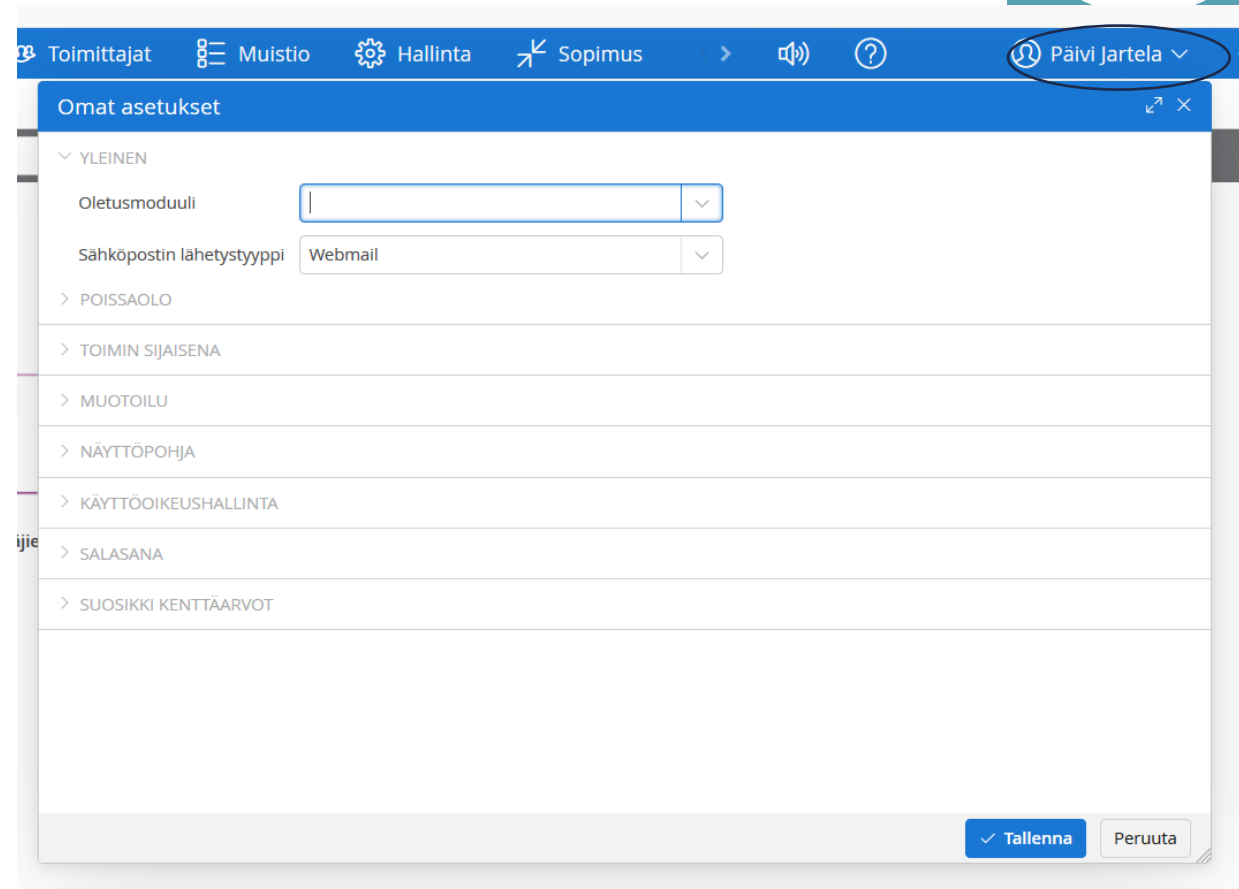 Toimittajat Muistio Hallinta Sopimus Päivi Jartela
Omat asetukset
YLEINEN
Oletusmoduuli
Sähköpostin lähetystyyppi Webmail
POISSAOLO
TOIMIN SIJAISENA
MUOTOILU
NÄYTTÖPOHJA
KÄYTTÖOIKEUSHALLINTA
SALASANA
SUOSIKKI KENTTÄARVOT
Tallenna Peruuta